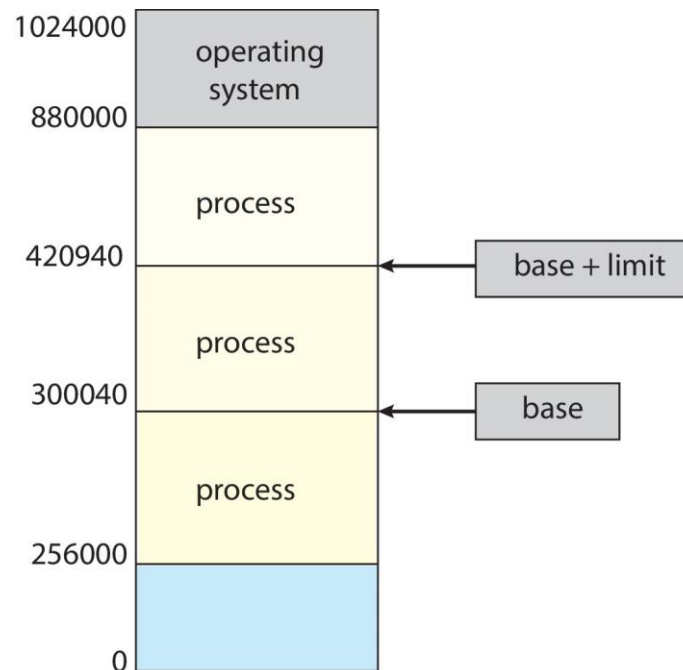 1024000
operating
system
880000
process
420940
base + limit
process
300040
base
process
256000
0